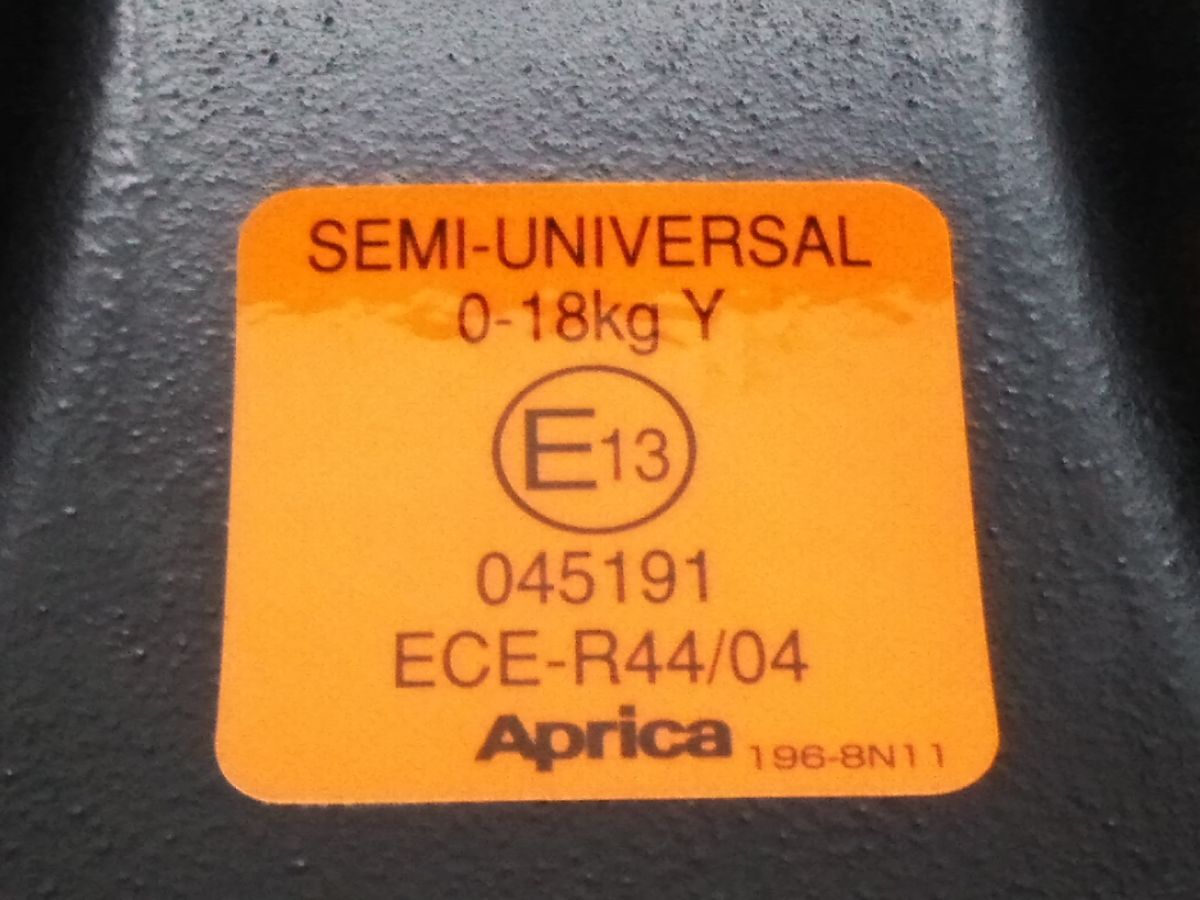 SEMI-UNIVERSAL
0-18kg Y
E13
045191
ECE-R44/04
Aprica 196-8N11